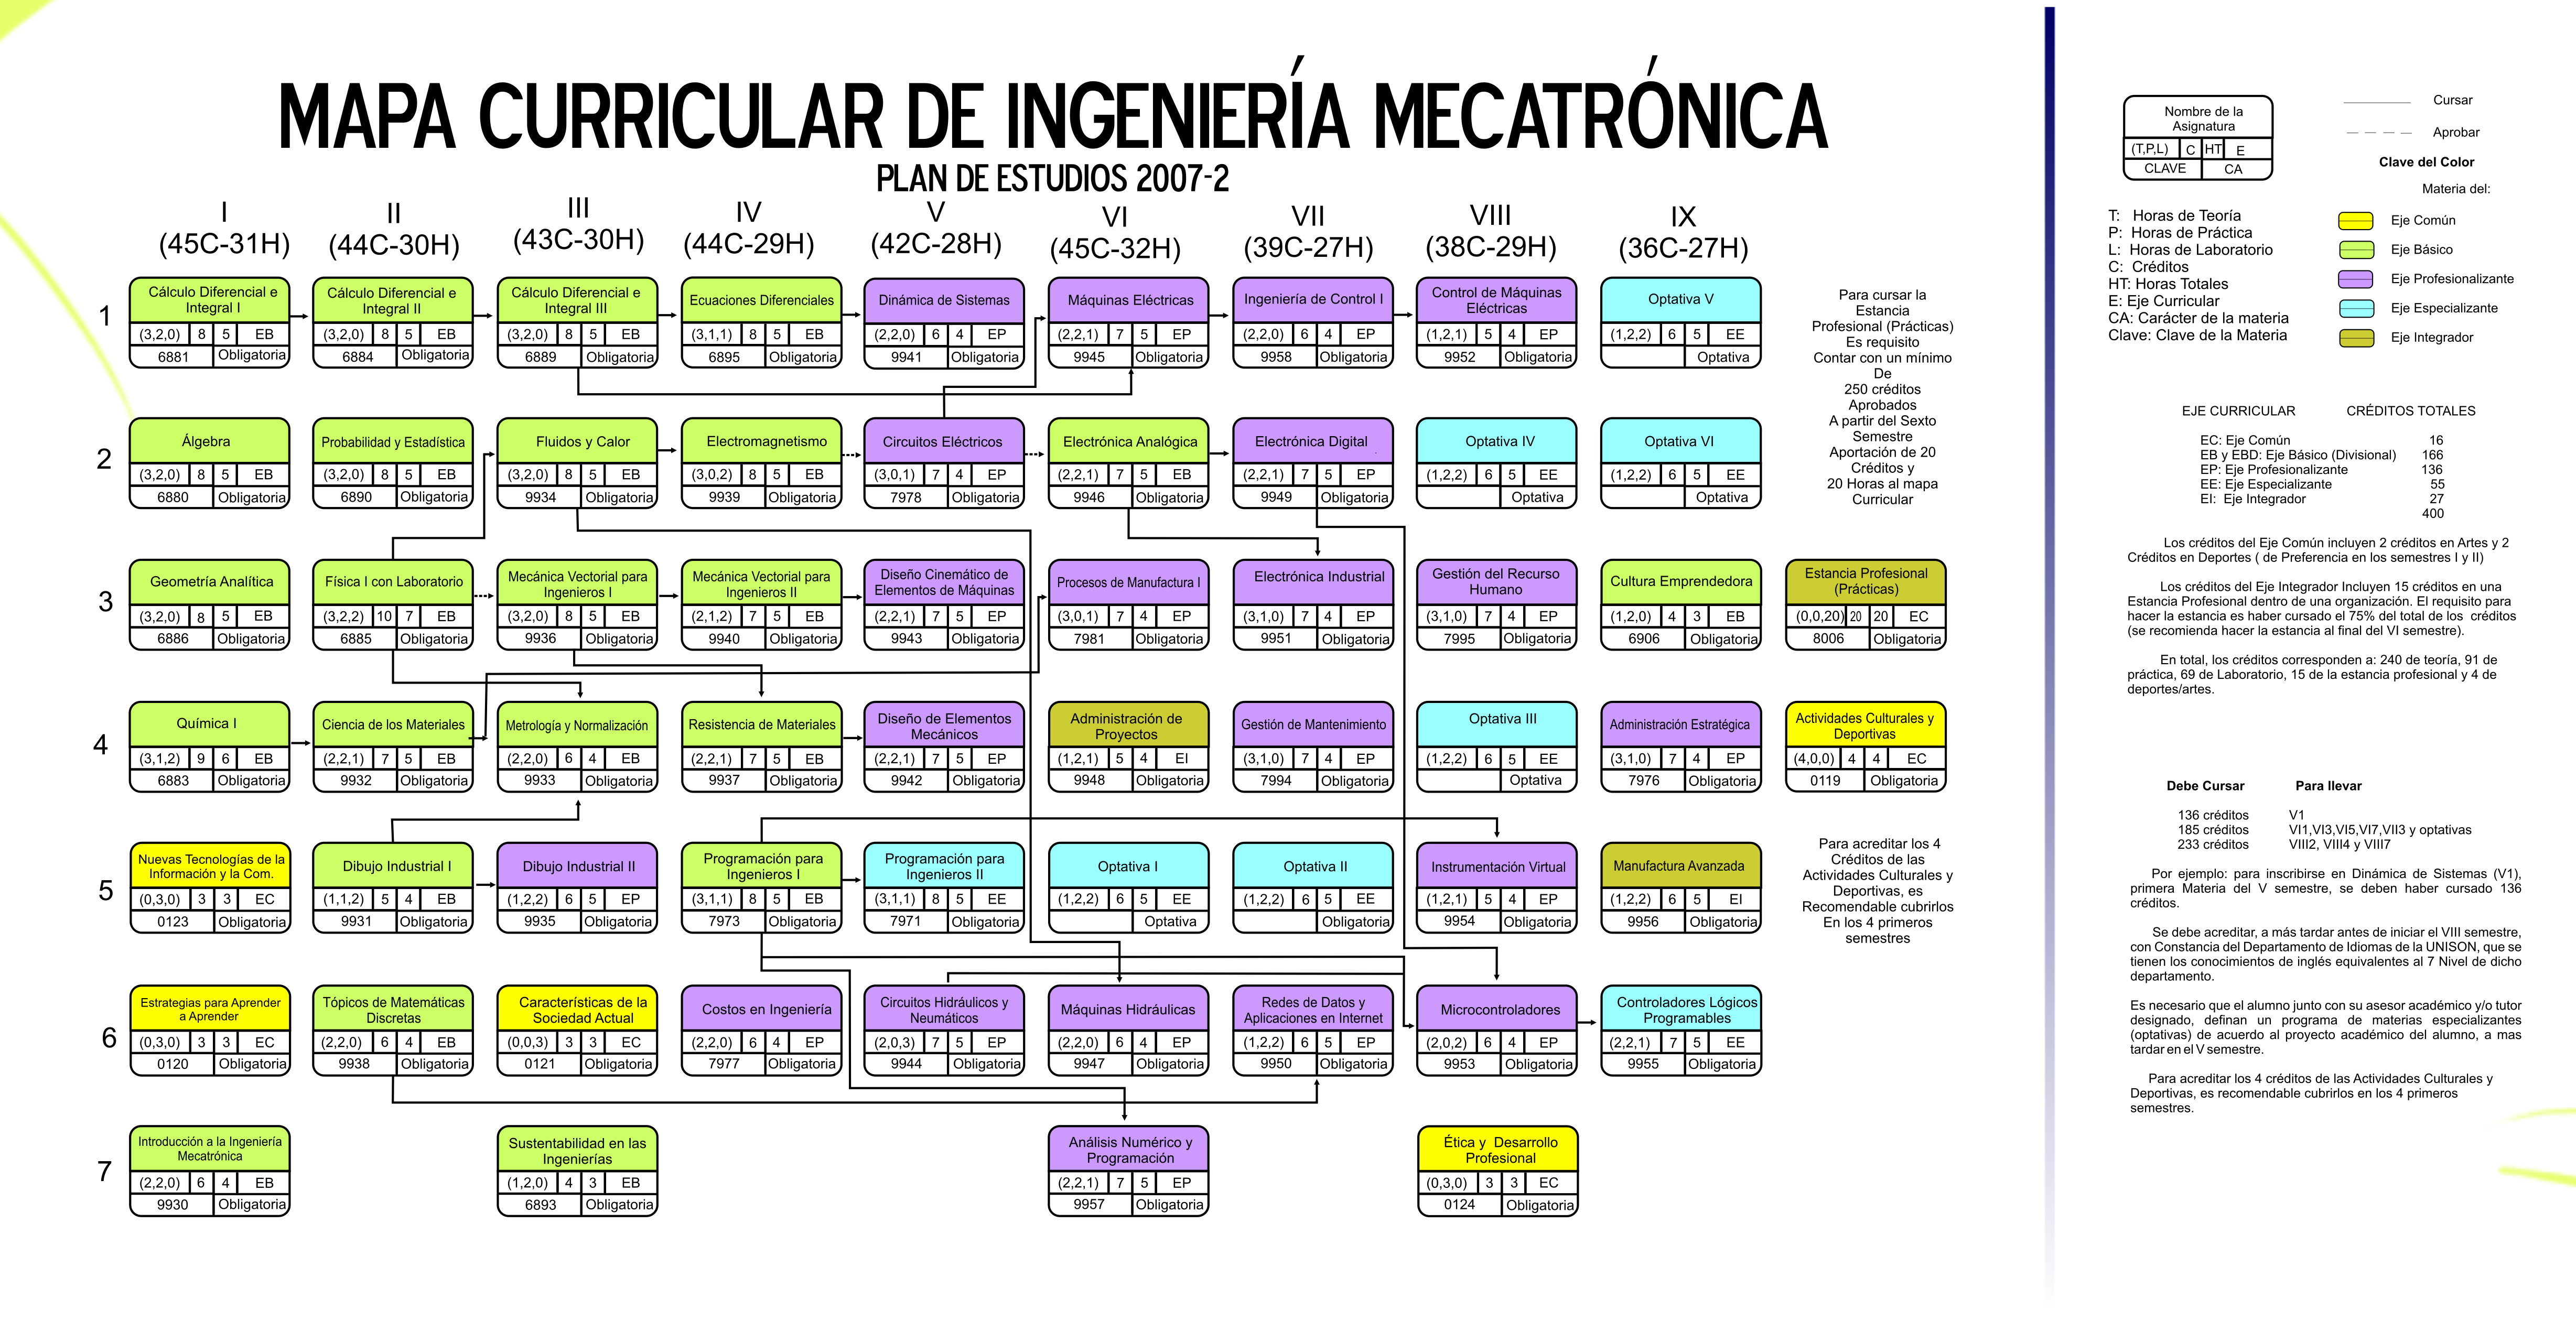 MAPA CURRICULAR DE INGENIERÍA MECATRÓNICA
PLAN DE ESTUDIOS 2007-2
I
(45C-31H)
II
(44C-30H)
III
(43C-30H)
IV
(44C-29H)
V
(42C-28H)
VI
(45C-32H)
VII
(39C-27H)
VIII
(38C-29H)
IX
(36C-27H)
1
Cálculo Diferencial e
Integral I
(3,2,0) 8 5 EB
6881 Obligatoria
Cálculo Diferencial e
Integral II
(3,2,0) 8 5 EB
6884 Obligatoria
Cálculo Diferencial e
Integral III
(3,2,0) 8 5 EB
6889 Obligatoria
Ecuaciones Diferenciales
(3,1,1) 8 5 EB
6895 Obligatoria
Dinámica de Sistemas
(2,2,0) 6 4 EP
9941 Obligatoria
Máquinas Eléctricas
(2,2,1) 7 5 EP
9945 Obligatoria
Ingeniería de Control I
(2,2,0) 6 4 EP
9958 Obligatoria
Control de Máquinas
Eléctricas
(1,2,1) 5 4 EP
9952 Obligatoria
Optativa V
(1,2,2) 6 5 EE
Optativa
Para cursar la
Estancia
Profesional (Prácticas)
Es requisito
Contar con un mínimo
De
250 créditos
Aprobados
A partir del Sexto
Semestre
Aportación de 20
Créditos y
20 Horas al mapa
Curricular
2
Álgebra
(3,2,0) 8 5 EB
6880 Obligatoria
Probabilidad y Estadística
(3,2,0) 8 5 EB
6890 Obligatoria
Fluidos y Calor
(3,2,0) 8 5 EB
9934 Obligatoria
Electromagnetismo
(3,0,2) 8 5 EB
9939 Obligatoria
Circuitos Eléctricos
(3,0,1) 7 4 EP
7978 Obligatoria
Electrónica Analógica
(2,2,1) 7 5 EB
9946 Obligatoria
Electrónica Digital
(2,2,1) 7 5 EP
9949 Obligatoria
Optativa IV
(1,2,2) 6 5 EE
Optativa
Optativa VI
(1,2,2) 6 5 EE
Optativa
3
Geometría Analítica
(3,2,0) 8 5 EB
6886 Obligatoria
Física I con Laboratorio
(3,2,2) 10 7 EB
6885 Obligatoria
Mecánica Vectorial para
Ingenieros I
(3,2,0) 8 5 EB
9936 Obligatoria
Mecánica Vectorial para
Ingenieros II
(2,1,2) 7 5 EB
9940 Obligatoria
Diseño Cinemático de
Elementos de Máquinas
(2,2,1) 7 5 EP
9943 Obligatoria
Procesos de Manufactura I
(3,0,1) 7 4 EP
7981 Obligatoria
Electrónica Industrial
(3,1,0) 7 4 EP
9951 Obligatoria
Gestión del Recurso
Humano
(3,1,0) 7 4 EP
7995 Obligatoria
Cultura Emprendedora
(1,2,0) 4 3 EB
6906 Obligatoria
Estancia Profesional
(Prácticas)
(0,0,20) 20 20 EC
8006 Obligatoria
4
Química I
(3,1,2) 9 6 EB
6883 Obligatoria
Ciencia de los Materiales
(2,2,1) 7 5 EB
9932 Obligatoria
Metrología y Normalización
(2,2,0) 6 4 EB
9933 Obligatoria
Resistencia de Materiales
(2,2,1) 7 5 EB
9937 Obligatoria
Diseño de Elementos
Mecánicos
(2,2,1) 7 5 EP
9942 Obligatoria
Administración de
Proyectos
(1,2,1) 5 4 EI
9948 Obligatoria
Gestión de Mantenimiento
(3,1,0) 7 4 EP
7994 Obligatoria
Optativa III
(1,2,2) 6 5 EE
Optativa
Administración Estratégica
(3,1,0) 7 4 EP
7976 Obligatoria
Actividades Culturales y
Deportivas
(4,0,0) 4 4 EC
0119 Obligatoria
5
Nuevas Tecnologías de la
Información y la Com.
(0,3,0) 3 3 EC
0123 Obligatoria
Dibujo Industrial I
(1,1,2) 5 4 EB
9931 Obligatoria
Dibujo Industrial II
(1,2,2) 6 5 EP
9935 Obligatoria
Programación para
Ingenieros I
(3,1,1) 8 5 EB
7973 Obligatoria
Programación para
Ingenieros II
(3,1,1) 8 5 EE
7971 Obligatoria
Optativa I
(1,2,2) 6 5 EE
Optativa
Optativa II
(1,2,2) 6 5 EE
Obligatoria
Instrumentación Virtual
(1,2,1) 5 4 EP
9954 Obligatoria
Manufactura Avanzada
(1,2,2) 6 5 EI
9956 Obligatoria
Para acreditar los 4
Créditos de las
Actividades Culturales y
Deportivas, es
Recomendable cubrirlos
En los 4 primeros
semestres
6
Estrategias para Aprender
a Aprender
(0,3,0) 3 3 EC
0120 Obligatoria
Tópicos de Matemáticas
Discretas
(2,2,0) 6 4 EB
9938 Obligatoria
Características de la
Sociedad Actual
(0,0,3) 3 3 EC
0121 Obligatoria
Costos en Ingeniería
(2,2,0) 6 4 EP
7977 Obligatoria
Circuitos Hidráulicos y
Neumáticos
(2,0,3) 7 5 EP
9944 Obligatoria
Máquinas Hidráulicas
(2,2,0) 6 4 EP
9947 Obligatoria
Redes de Datos y
Aplicaciones en Internet
(1,2,2) 6 5 EP
9950 Obligatoria
Microcontroladores
(2,0,2) 6 4 EP
9953 Obligatoria
Controladores Lógicos
Programables
(2,2,1) 7 5 EE
9955 Obligatoria
7
Introducción a la Ingeniería
Mecatrónica
(2,2,0) 6 4 EB
9930 Obligatoria
Sustentabilidad en las
Ingenierías
(1,2,0) 4 3 EB
6893 Obligatoria
Análisis Numérico y
Programación
(2,2,1) 7 5 EP
9957 Obligatoria
Ética y Desarrollo
Profesional
(0,3,0) 3 3 EC
0124 Obligatoria
Nombre de la
Asignatura
(T,P,L) C HT E
CLAVE CA
Cursar
Aprobar
Clave del Color
Materia del:
Eje Común
Eje Básico
Eje Profesionalizante
Eje Especializante
Eje Integrador
T: Horas de Teoría
P: Horas de Práctica
L: Horas de Laboratorio
C: Créditos
HT: Horas Totales
E: Eje Curricular
CA: Carácter de la materia
Clave: Clave de la Materia
EJE CURRICULAR CRÉDITOS TOTALES
EC: Eje Común 16
EB y EBD: Eje Básico (Divisional) 166
EP: Eje Profesionalizante 136
EE: Eje Especializante 55
EI: Eje Integrador 27
400
Los créditos del Eje Común incluyen 2 créditos en Artes y 2
Créditos en Deportes ( de Preferencia en los semestres I y II)
Los créditos del Eje Integrador Incluyen 15 créditos en una
Estancia Profesional dentro de una organización. El requisito para
hacer la estancia es haber cursado el 75% del total de los créditos
(se recomienda hacer la estancia al final del VI semestre).
En total, los créditos corresponden a: 240 de teoría, 91 de
práctica, 69 de Laboratorio, 15 de la estancia profesional y 4 de
deportes/artes.
Debe Cursar Para llevar
136 créditos V1
185 créditos VI1,VI3,VI5,VI7,VII3 y optativas
233 créditos VIII2, VIII4 y VIII7
Por ejemplo: para inscribirse en Dinámica de Sistemas (V1),
primera Materia del V semestre, se deben haber cursado 136
créditos.
Se debe acreditar, a más tardar antes de iniciar el VIII semestre,
con Constancia del Departamento de Idiomas de la UNISON, que se
tienen los conocimientos de inglés equivalentes al 7 Nivel de dicho
departamento.
Es necesario que el alumno junto con su asesor académico y/o tutor
designado, definan un programa de materias especializantes
(optativas) de acuerdo al proyecto académico del alumno, a mas
tardar en el V semestre.
Para acreditar los 4 créditos de las Actividades Culturales y
Deportivas, es recomendable cubrirlos en los 4 primeros
semestres.